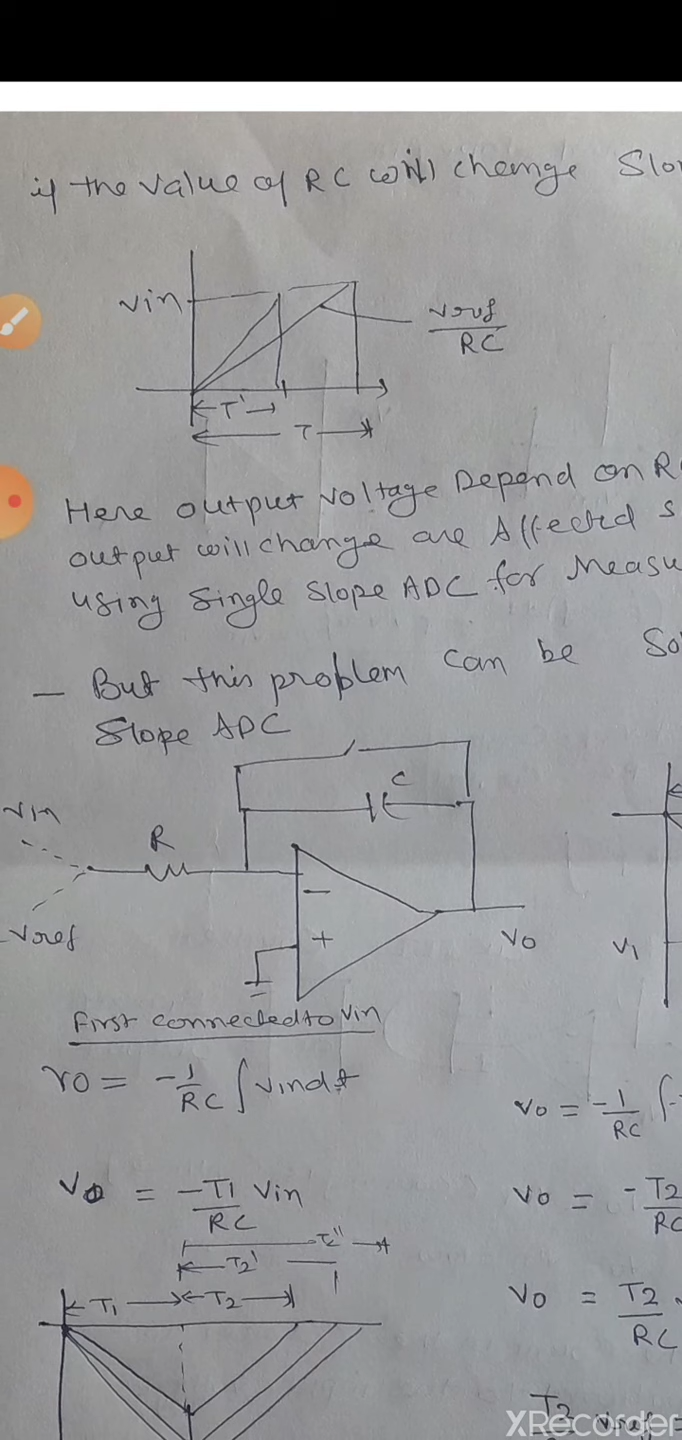 if the value of RC will change
Vin
Vref
RC
T'
T
Here output voltage Depend on
output will change are Affected
using Single Slope ADC for
- But this problem can be
Slope ADC
C
Vin
R
-
-Vref
+
Vo
V1
First connected to Vin
VO = -1/RC ∫ Vin dt
Vo = -1/RC ∫ -
Vo = -T1/RC Vin
Vo = -T2/RC
T2''
T2'
T1
T2
Vo = T2/RC
T2
Vref =
XRecorder